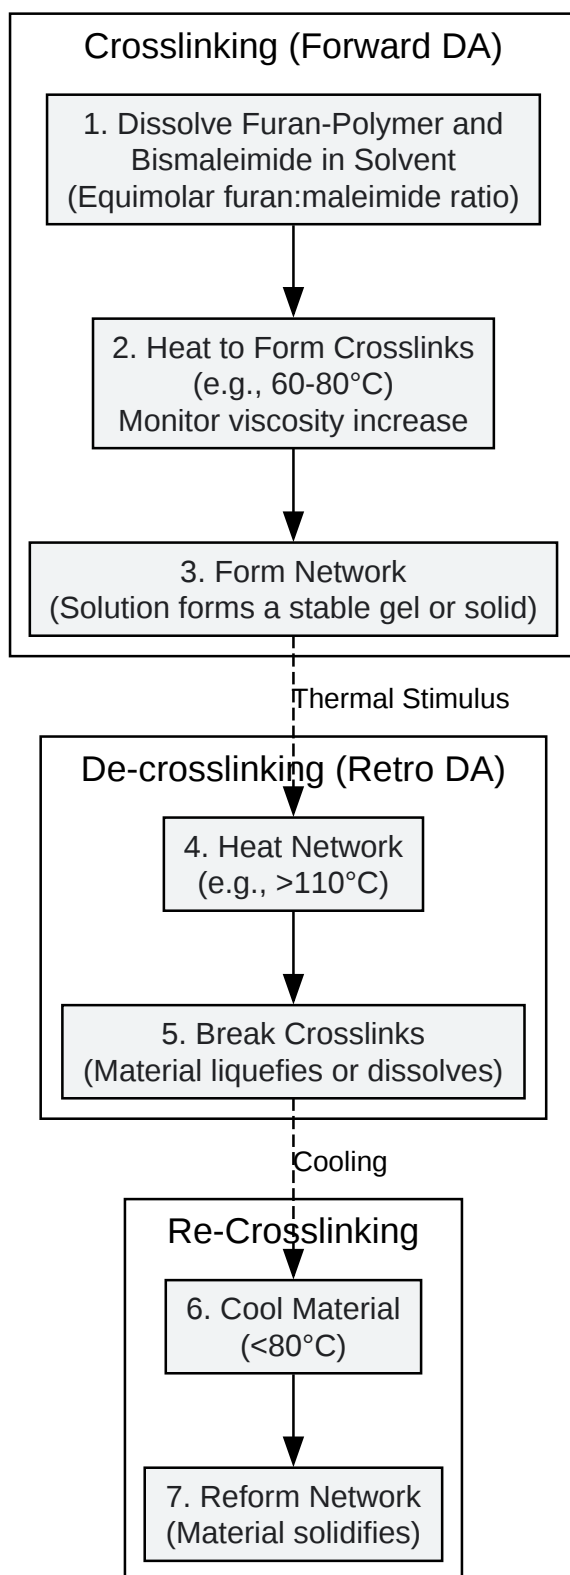 Crosslinking (Forward DA)
1. Dissolve Furan-Polymer and
Bismaleimide in Solvent
(Equimolar furan:maleimide ratio)
2. Heat to Form Crosslinks
(e.g., 60-80°C)
Monitor viscosity increase
3. Form Network
(Solution forms a stable gel or solid)
Thermal Stimulus
De-crosslinking (Retro DA)
4. Heat Network
(e.g., >110°C)
5. Break Crosslinks
(Material liquefies or dissolves)
Cooling
Re-Crosslinking
6. Cool Material
(<80°C)
7. Reform Network
(Material solidifies)